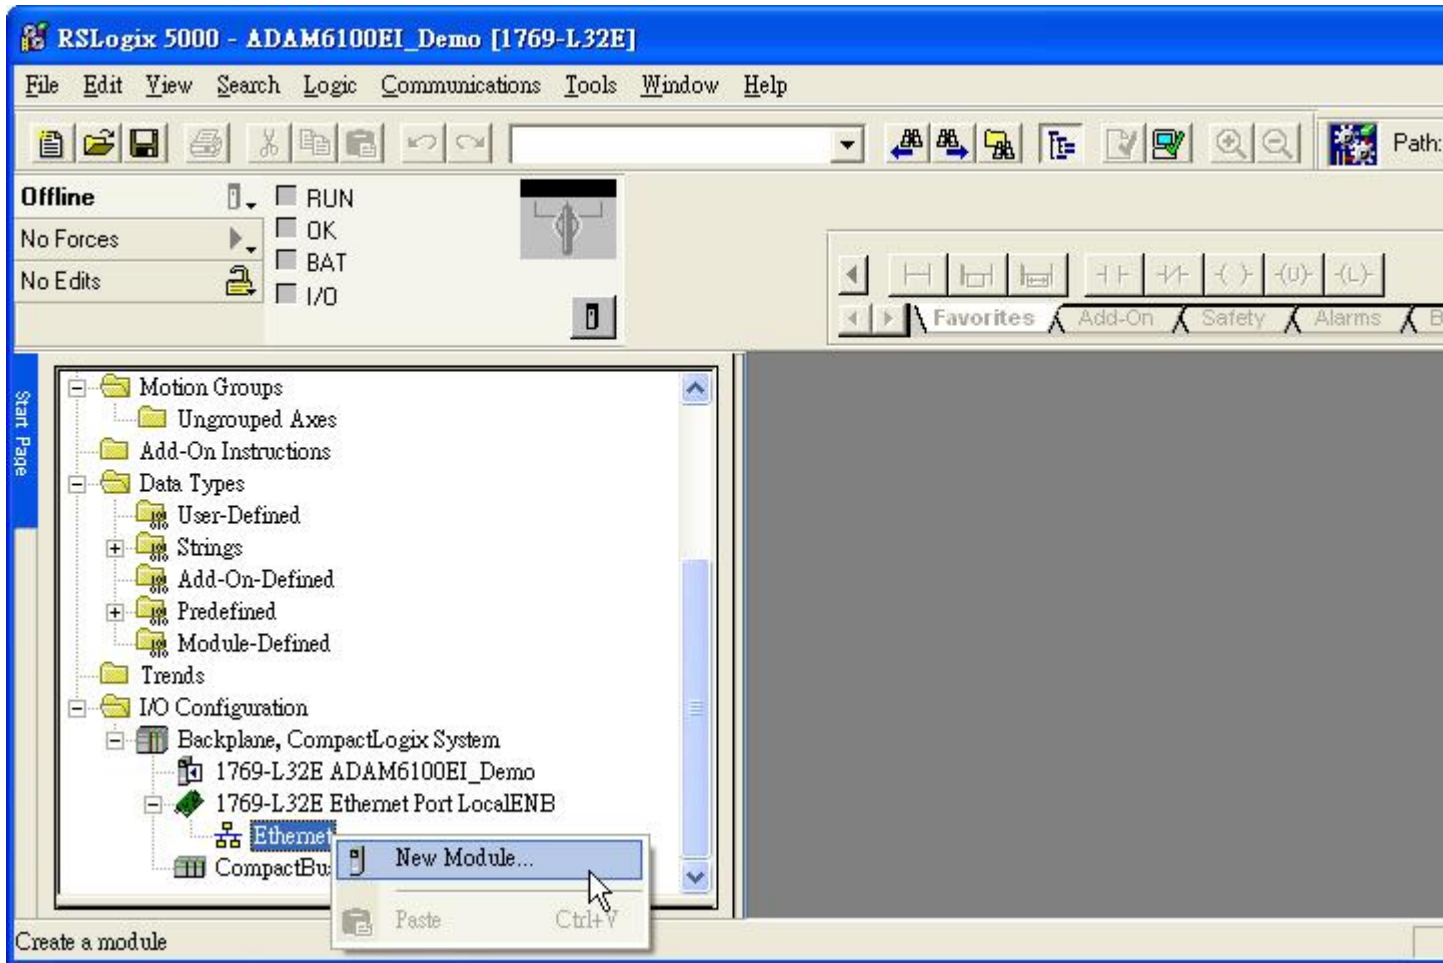 RSLogix 5000 - ADAM6100EI_Demo [1769-L32E]
File Edit View Search Logic Communications Tools Window Help
Path:
Offline
RUN
No Forces
OK
BAT
No Edits
I/O
Favorites Add-On Safety Alarms B
Start Page
Motion Groups
Ungrouped Axes
Add-On Instructions
Data Types
User-Defined
Strings
Add-On-Defined
Predefined
Module-Defined
Trends
I/O Configuration
Backplane, CompactLogix System
1769-L32E ADAM6100EI_Demo
1769-L32E Ethernet Port LocalENB
Ethernet
New Module...
CompactBu
Paste Ctrl+V
Create a module